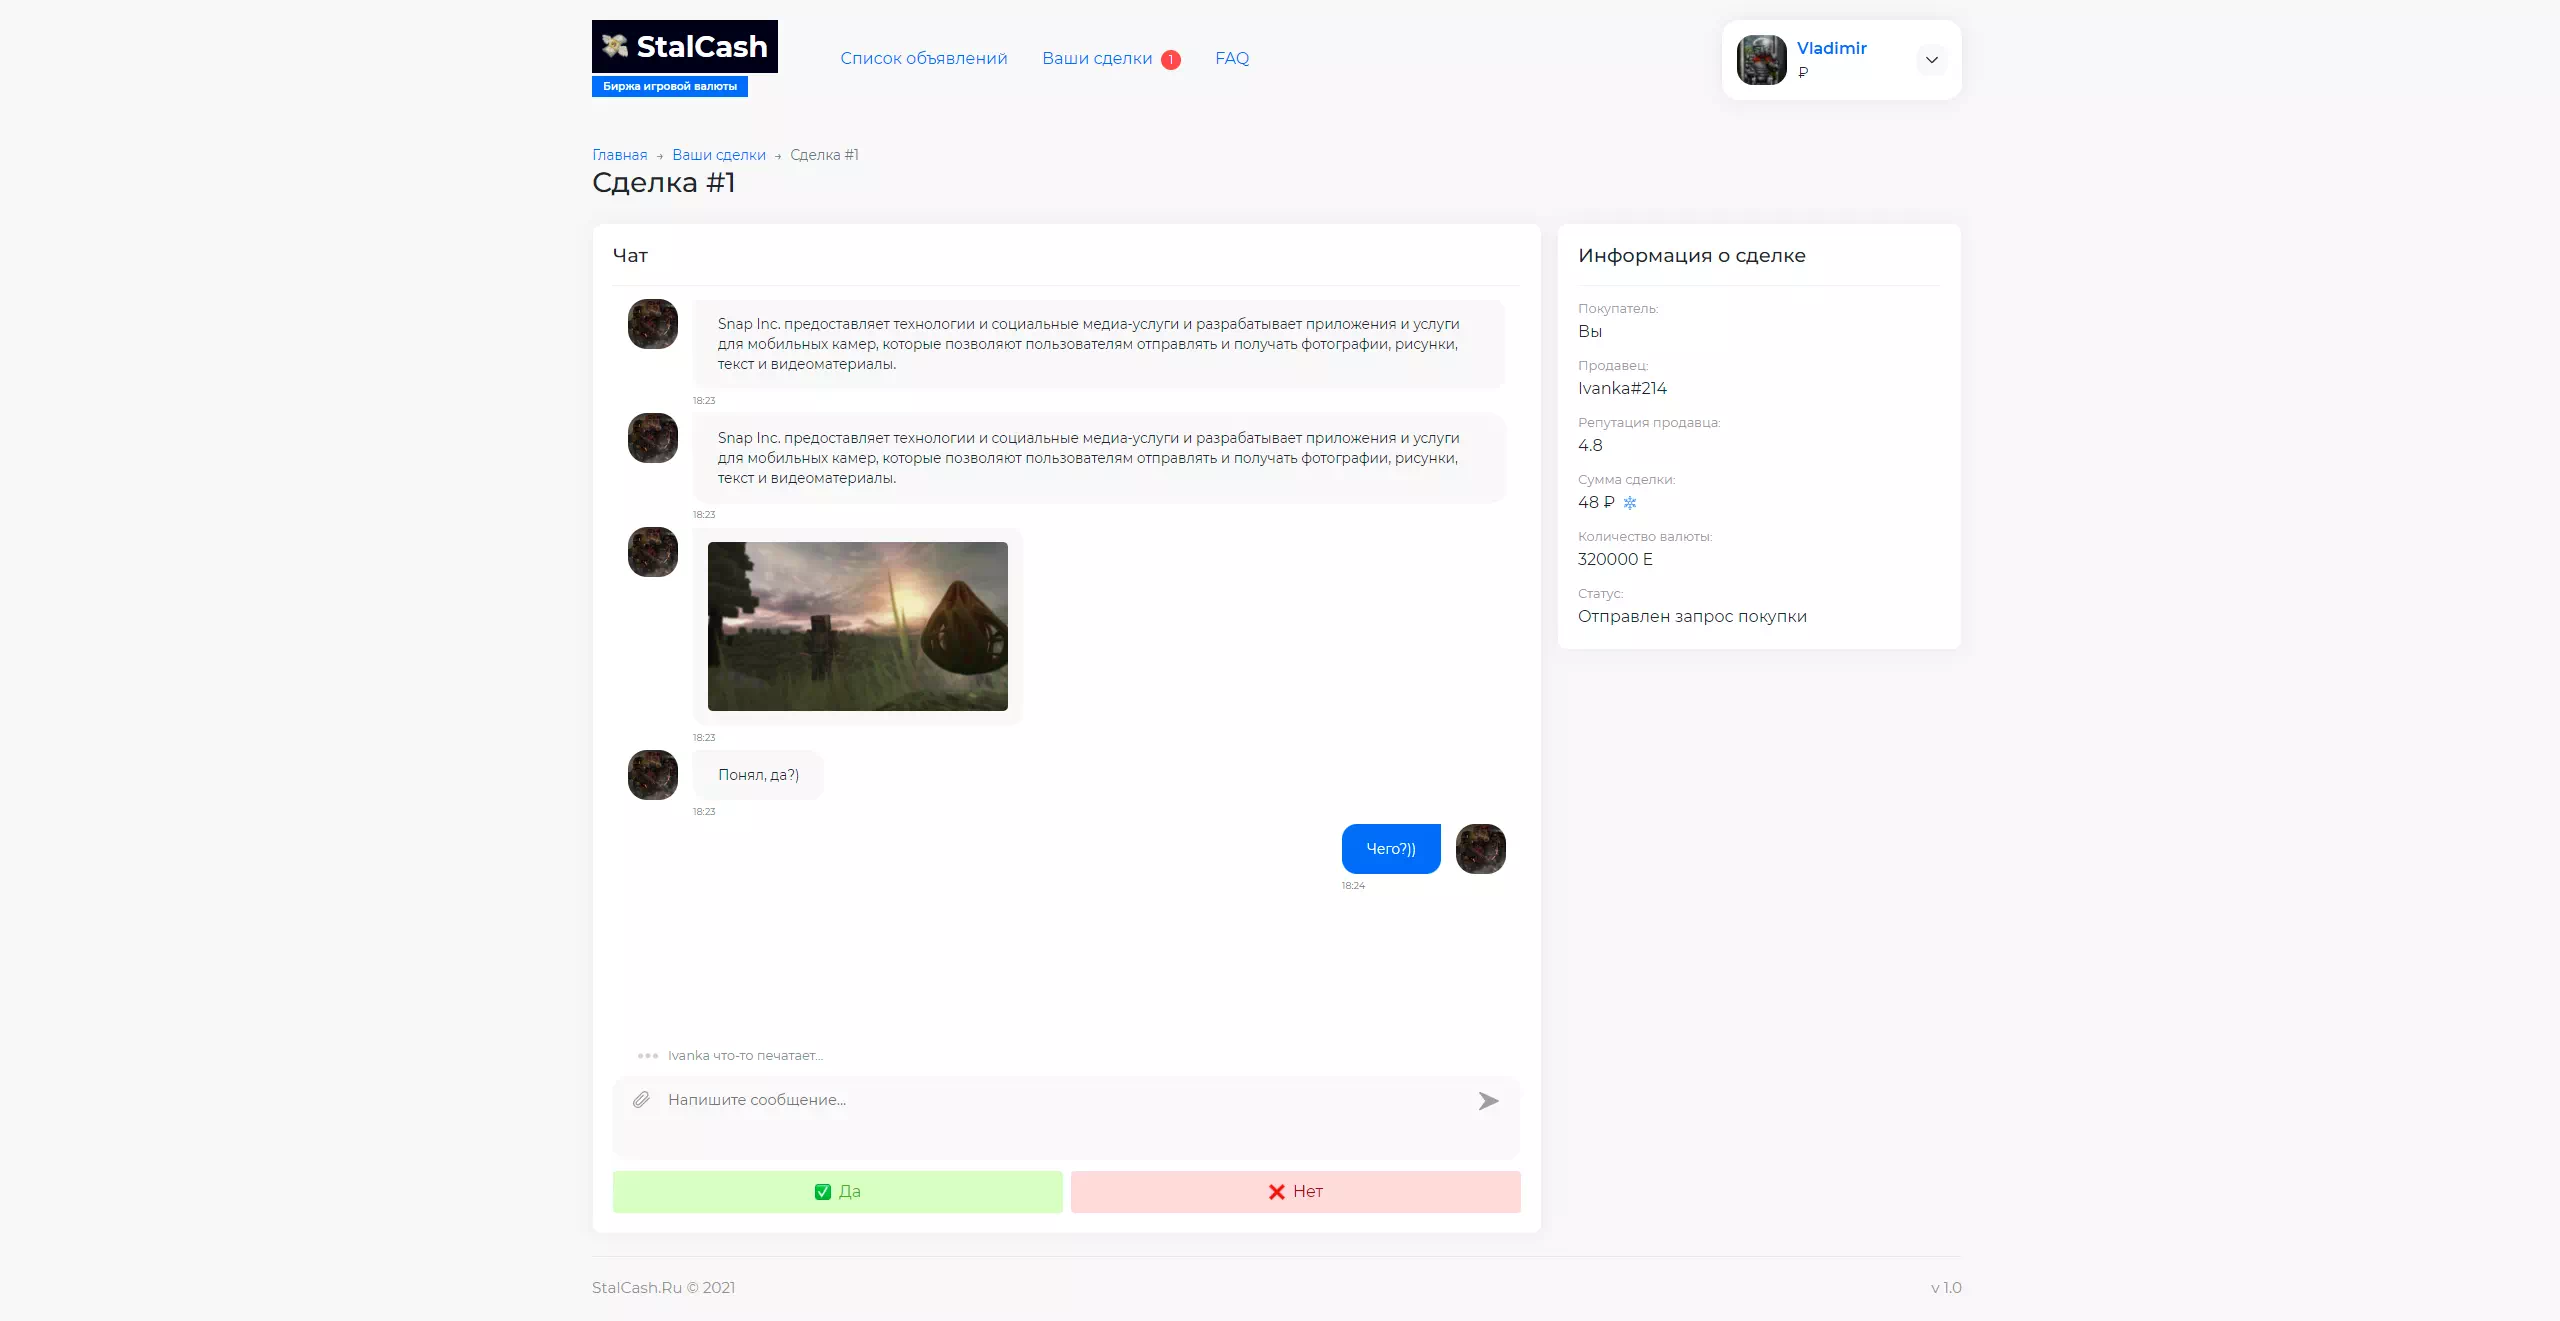 StalCash
Биржа игровой валюты
Список объявлений
Ваши сделки 1
FAQ
Vladimir
₽
Главная → Ваши сделки → Сделка #1
Сделка #1
Чат
Snap Inc. предоставляет технологии и социальные медиа-услуги и разрабатывает приложения и услуги
для мобильных камер, которые позволяют пользователям отправлять и получать фотографии, рисунки,
текст и видеоматериалы.
18:23
Snap Inc. предоставляет технологии и социальные медиа-услуги и разрабатывает приложения и услуги
для мобильных камер, которые позволяют пользователям отправлять и получать фотографии, рисунки,
текст и видеоматериалы.
18:23
18:23
Понял, да?)
18:23
Чего?))
18:24
Ivanka что-то печатает...
Напишите сообщение...
Да
Нет
Информация о сделке
Покупатель:
Вы
Продавец:
Ivanka#214
Репутация продавца:
4.8
Сумма сделки:
48 ₽
Количество валюты:
320000 E
Статус:
Отправлен запрос покупки
StalCash.Ru © 2021
v 1.0